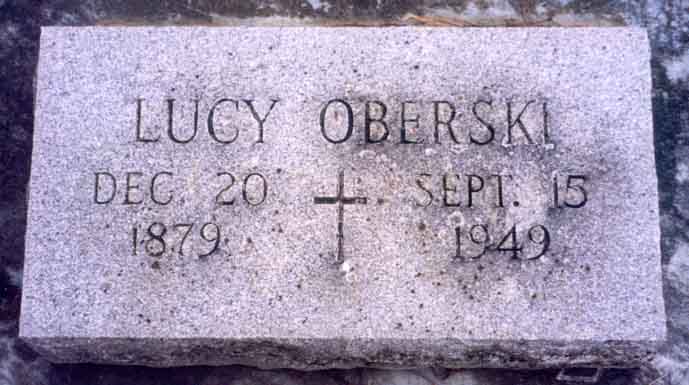 LUCY OBERSKI
DEC. 20 SEPT. 15
1879 1949